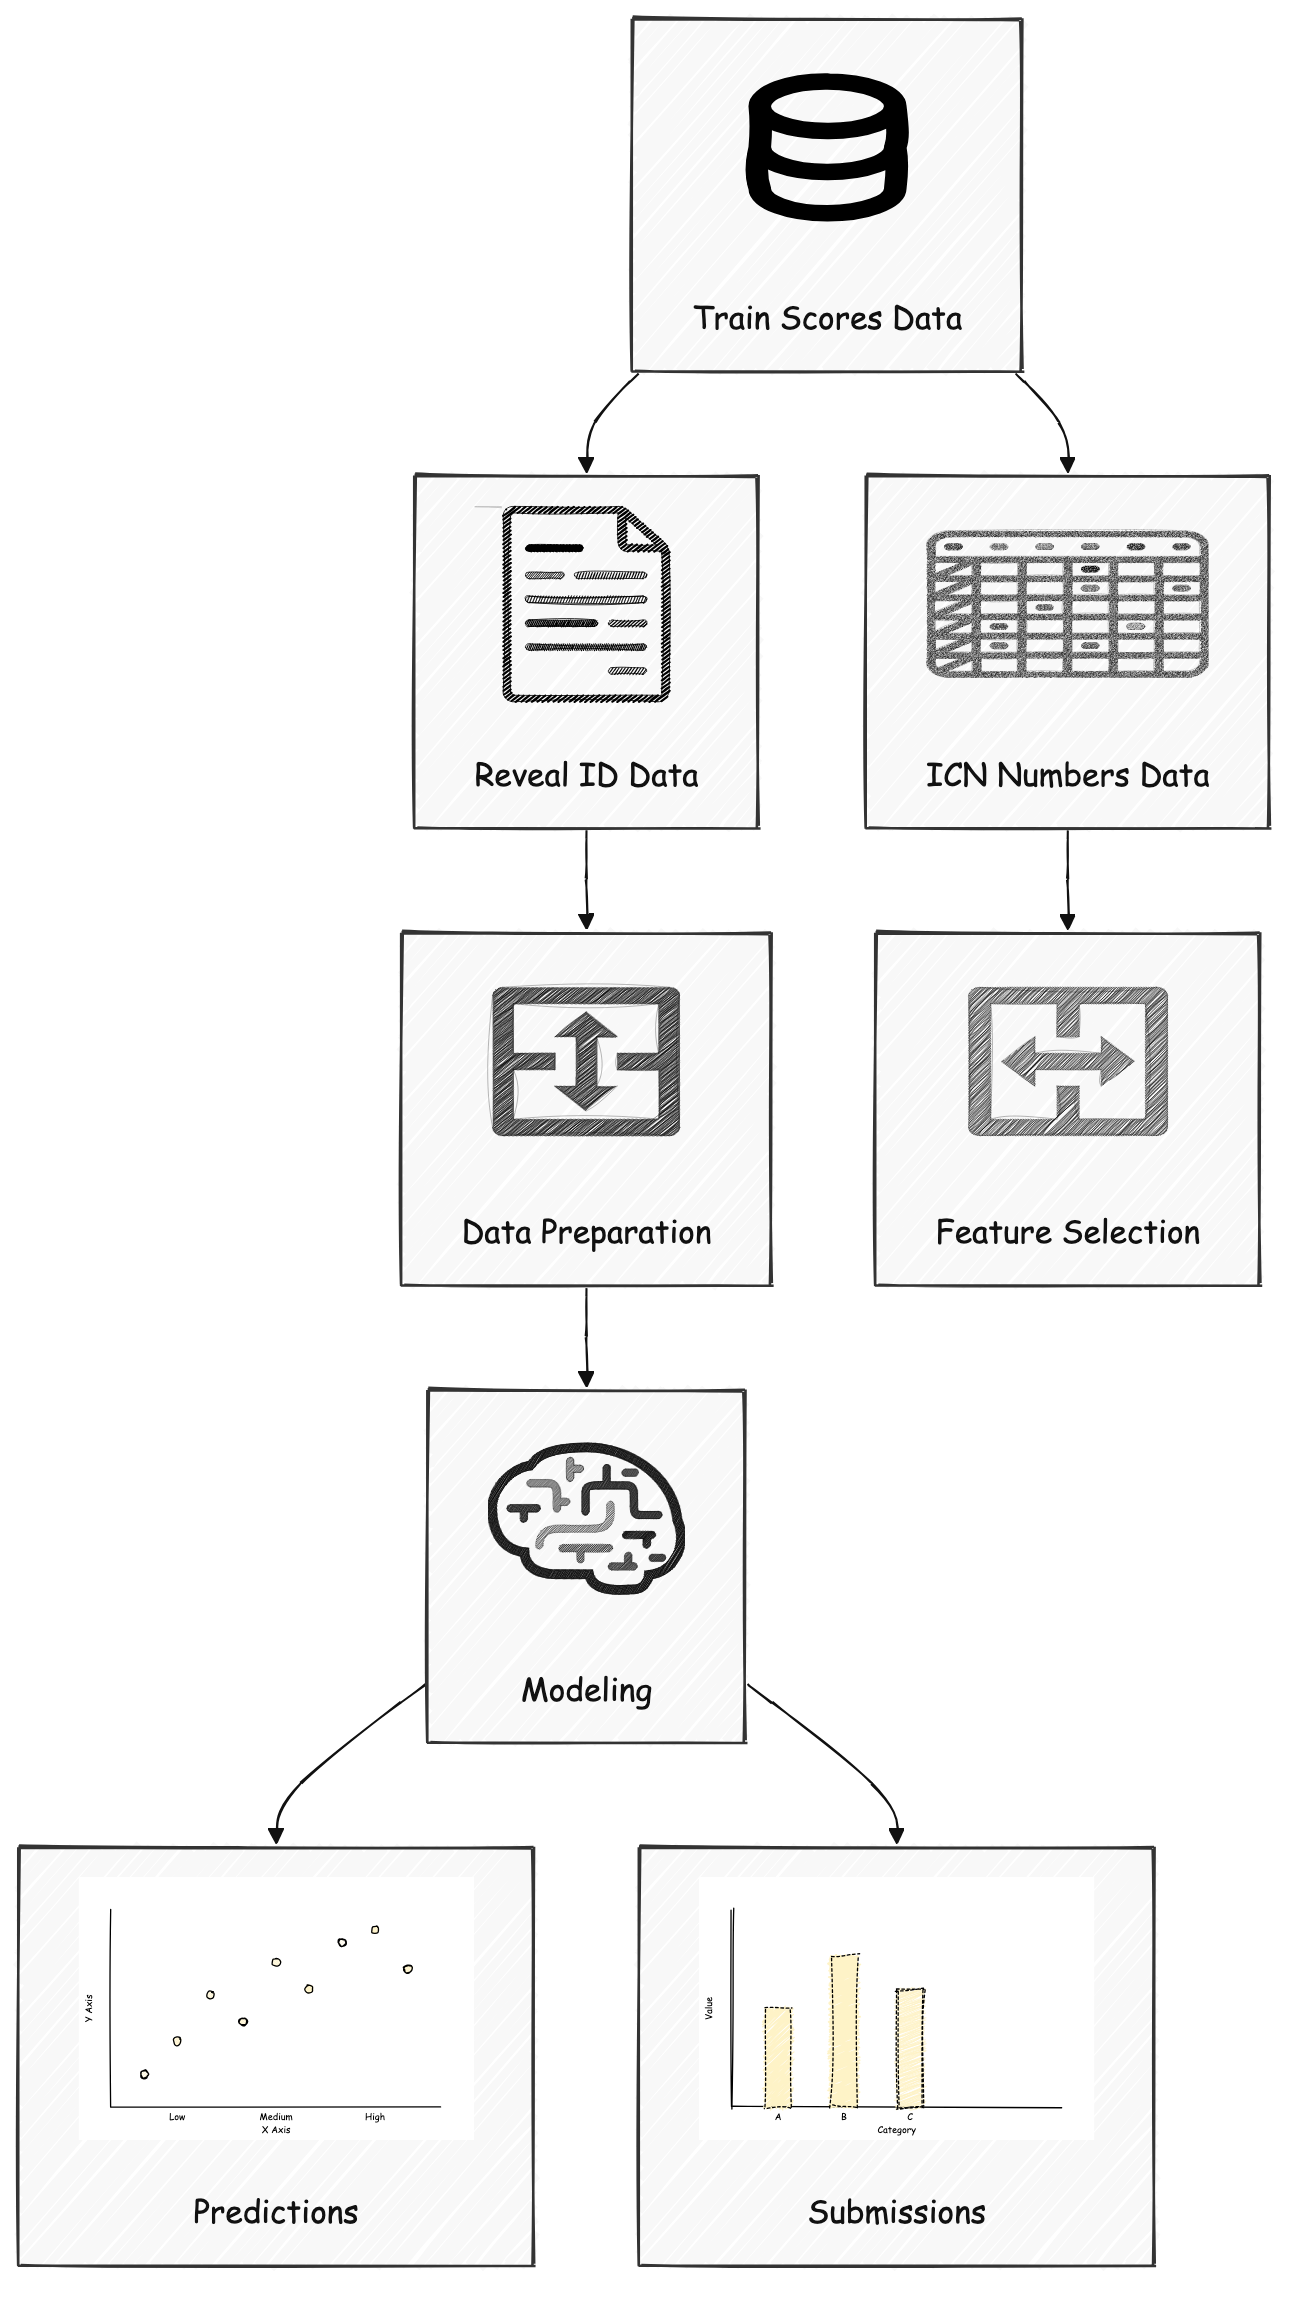 Train Scores Data
Reveal ID Data
ICN Numbers Data
Data Preparation
Feature Selection
Modeling
Y Axis
Low Medium High
X Axis
Predictions
Value
A B C
Category
Submissions